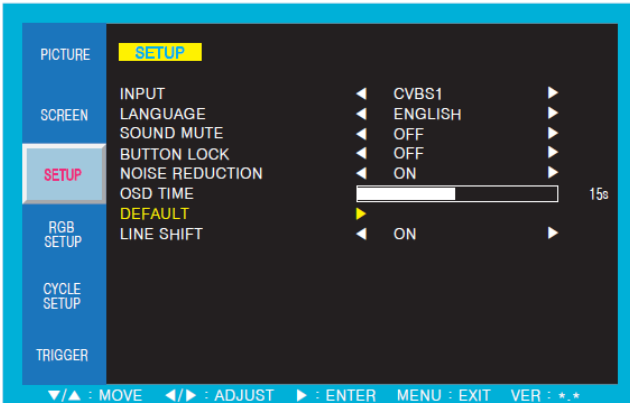 PICTURE
SCREEN
SETUP
RGB
SETUP
CYCLE
SETUP
TRIGGER
SETUP
INPUT ◀ CVBS1 ▶
LANGUAGE ◀ ENGLISH ▶
SOUND MUTE ◀ OFF ▶
BUTTON LOCK ◀ OFF ▶
NOISE REDUCTION ◀ ON ▶
OSD TIME 15s
DEFAULT ▶
LINE SHIFT ◀ ON ▶
▼/▲ : MOVE ◀/▶ : ADJUST ▶ : ENTER MENU : EXIT VER : *.*